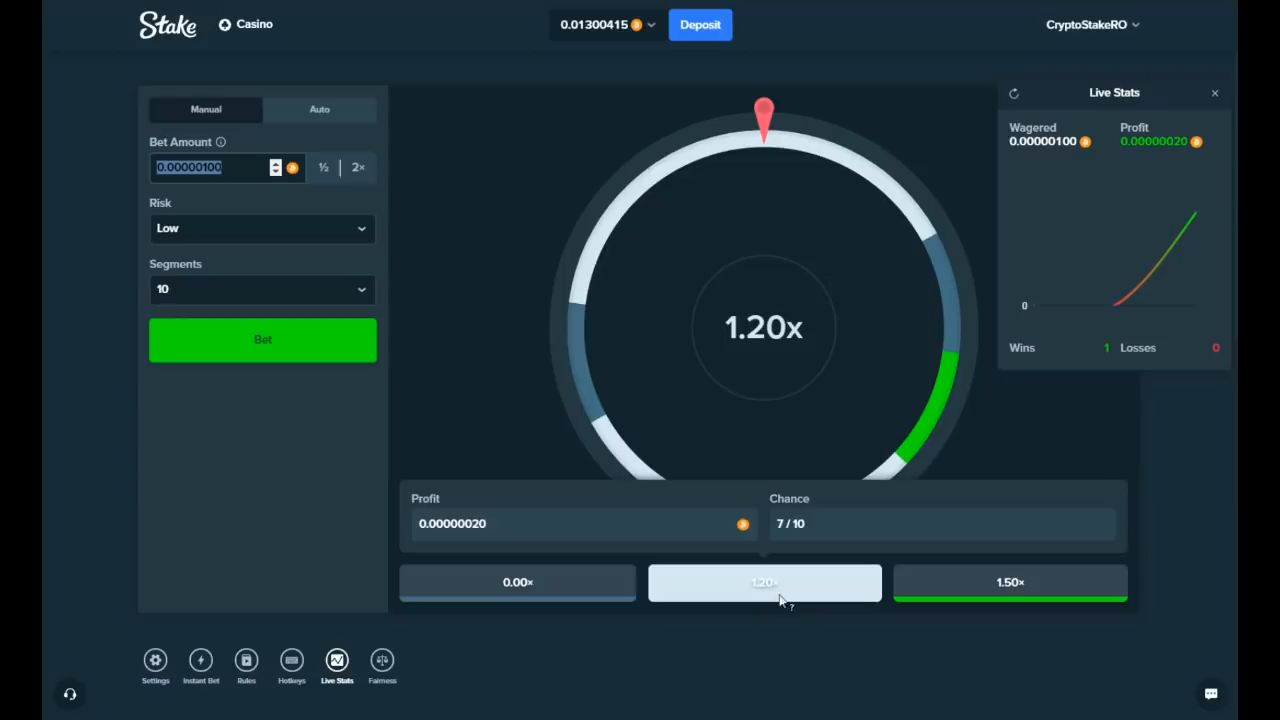 Stake
Casino
0.01300415
Deposit
CryptoStakeRO
Manual
Auto
Bet Amount
0.00000100
½
2×
Risk
Low
Segments
10
Bet
1.20x
Live Stats
Wagered
Profit
0.00000100
0.00000020
0
Wins
1
Losses
0
Profit
Chance
0.00000020
7 / 10
0.00×
1.20×
1.50×
Settings
Instant Bet
Rules
Hotkeys
Live Stats
Fairness